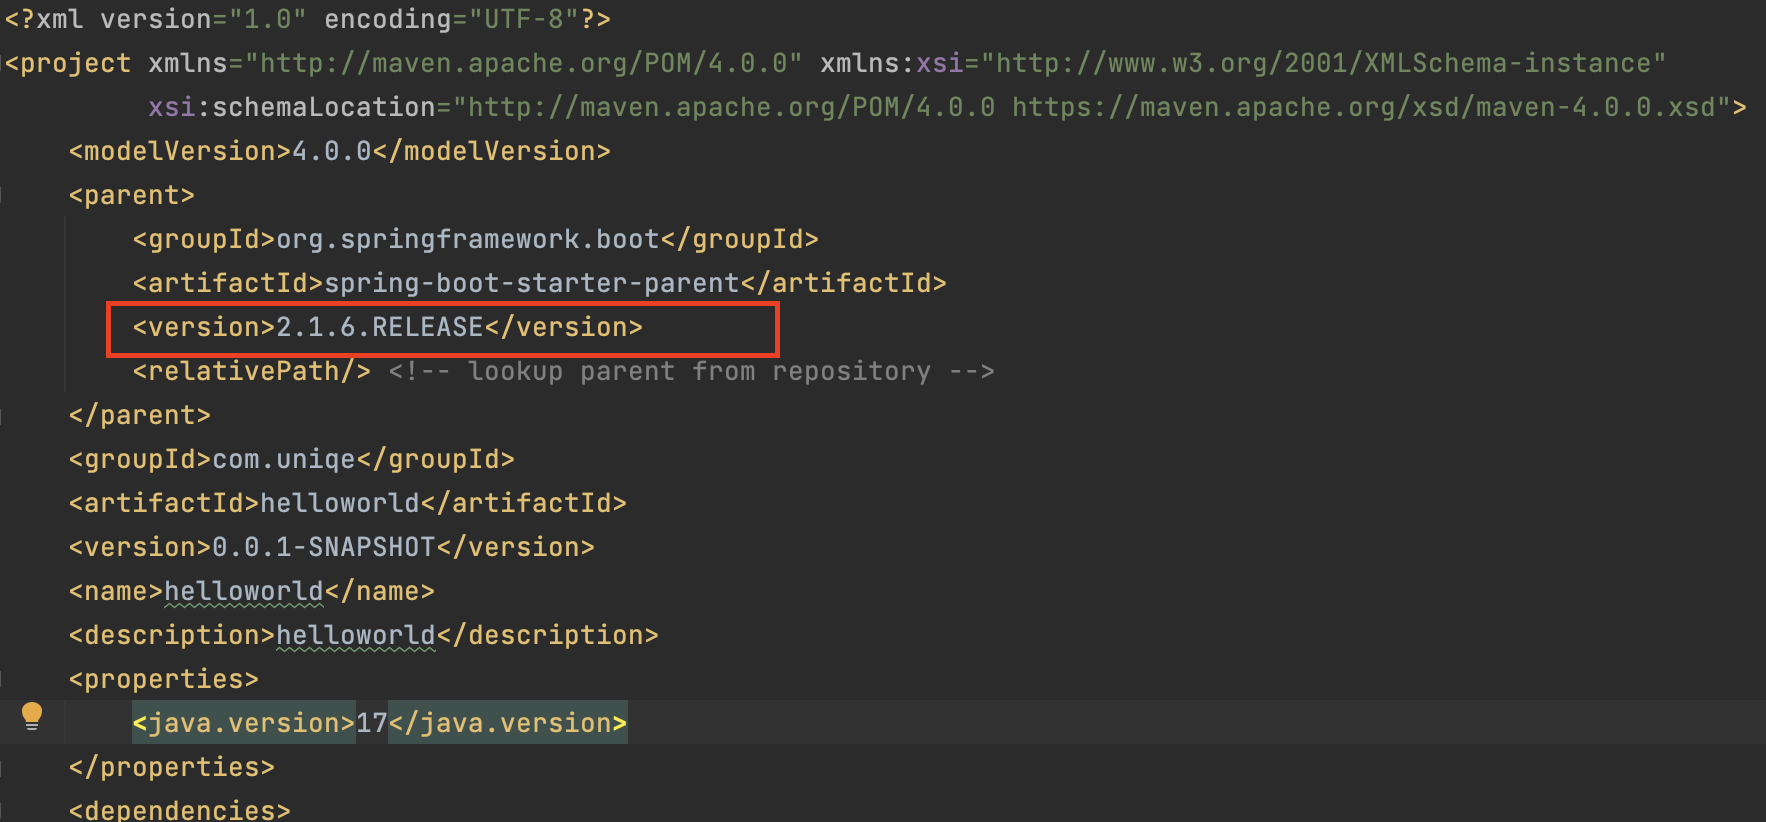 <?xml version="1.0" encoding="UTF-8"?>
<project xmlns="http://maven.apache.org/POM/4.0.0" xmlns:xsi="http://www.w3.org/2001/XMLSchema-instance"
         xsi:schemaLocation="http://maven.apache.org/POM/4.0.0 https://maven.apache.org/xsd/maven-4.0.0.xsd">
    <modelVersion>4.0.0</modelVersion>
    <parent>
        <groupId>org.springframework.boot</groupId>
        <artifactId>spring-boot-starter-parent</artifactId>
        <version>2.1.6.RELEASE</version>
        <relativePath/> <!-- lookup parent from repository -->
    </parent>
    <groupId>com.uniqe</groupId>
    <artifactId>helloworld</artifactId>
    <version>0.0.1-SNAPSHOT</version>
    <name>helloworld</name>
    <description>helloworld</description>
    <properties>
        <java.version>17</java.version>
    </properties>
    <dependencies>